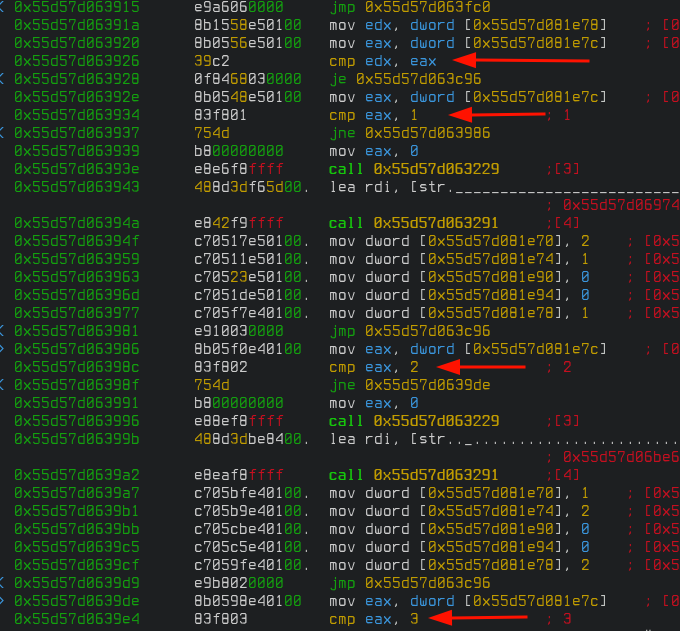 0x55d57d063915 e9a6060000 jmp 0x55d57d063fc0
0x55d57d06391a 8b1558e50100 mov edx, dword [0x55d57d081e78] ; [0
0x55d57d063920 8b0556e50100 mov eax, dword [0x55d57d081e7c] ; [0
0x55d57d063926 39c2 cmp edx, eax
0x55d57d063928 0f8468030000 je 0x55d57d063c96
0x55d57d06392e 8b0548e50100 mov eax, dword [0x55d57d081e7c] ; [0
0x55d57d063934 83f801 cmp eax, 1 ; 1
0x55d57d063937 754d jne 0x55d57d063986
0x55d57d063939 b800000000 mov eax, 0
0x55d57d06393e e8e6f8ffff call 0x55d57d063229 ;[3]
0x55d57d063943 488d3df65d00. lea rdi, [str.___________________________
; 0x55d57d06974
0x55d57d06394a e842f9ffff call 0x55d57d063291 ;[4]
0x55d57d06394f c70517e50100. mov dword [0x55d57d081e70], 2 ; [0x5
0x55d57d063959 c70511e50100. mov dword [0x55d57d081e74], 1 ; [0x5
0x55d57d063963 c70523e50100. mov dword [0x55d57d081e90], 0 ; [0x5
0x55d57d06396d c7051de50100. mov dword [0x55d57d081e94], 0 ; [0x5
0x55d57d063977 c705f7e40100. mov dword [0x55d57d081e78], 1 ; [0x5
0x55d57d063981 e910030000 jmp 0x55d57d063c96
0x55d57d063986 8b05f0e40100 mov eax, dword [0x55d57d081e7c] ; [0
0x55d57d06398c 83f802 cmp eax, 2 ; 2
0x55d57d06398f 754d jne 0x55d57d0639de
0x55d57d063991 b800000000 mov eax, 0
0x55d57d063996 e88ef8ffff call 0x55d57d063229 ;[3]
0x55d57d06399b 488d3dbe8400. lea rdi, [str.._..........................
; 0x55d57d06be6
0x55d57d0639a2 e8eaf8ffff call 0x55d57d063291 ;[4]
0x55d57d0639a7 c705bfe40100. mov dword [0x55d57d081e70], 1 ; [0x5
0x55d57d0639b1 c705b9e40100. mov dword [0x55d57d081e74], 2 ; [0x5
0x55d57d0639bb c705cbe40100. mov dword [0x55d57d081e90], 0 ; [0x5
0x55d57d0639c5 c705c5e40100. mov dword [0x55d57d081e94], 0 ; [0x5
0x55d57d0639cf c7059fe40100. mov dword [0x55d57d081e78], 2 ; [0x5
0x55d57d0639d9 e9b8020000 jmp 0x55d57d063c96
0x55d57d0639de 8b0598e40100 mov eax, dword [0x55d57d081e7c] ; [0
0x55d57d0639e4 83f803 cmp eax, 3 ; 3